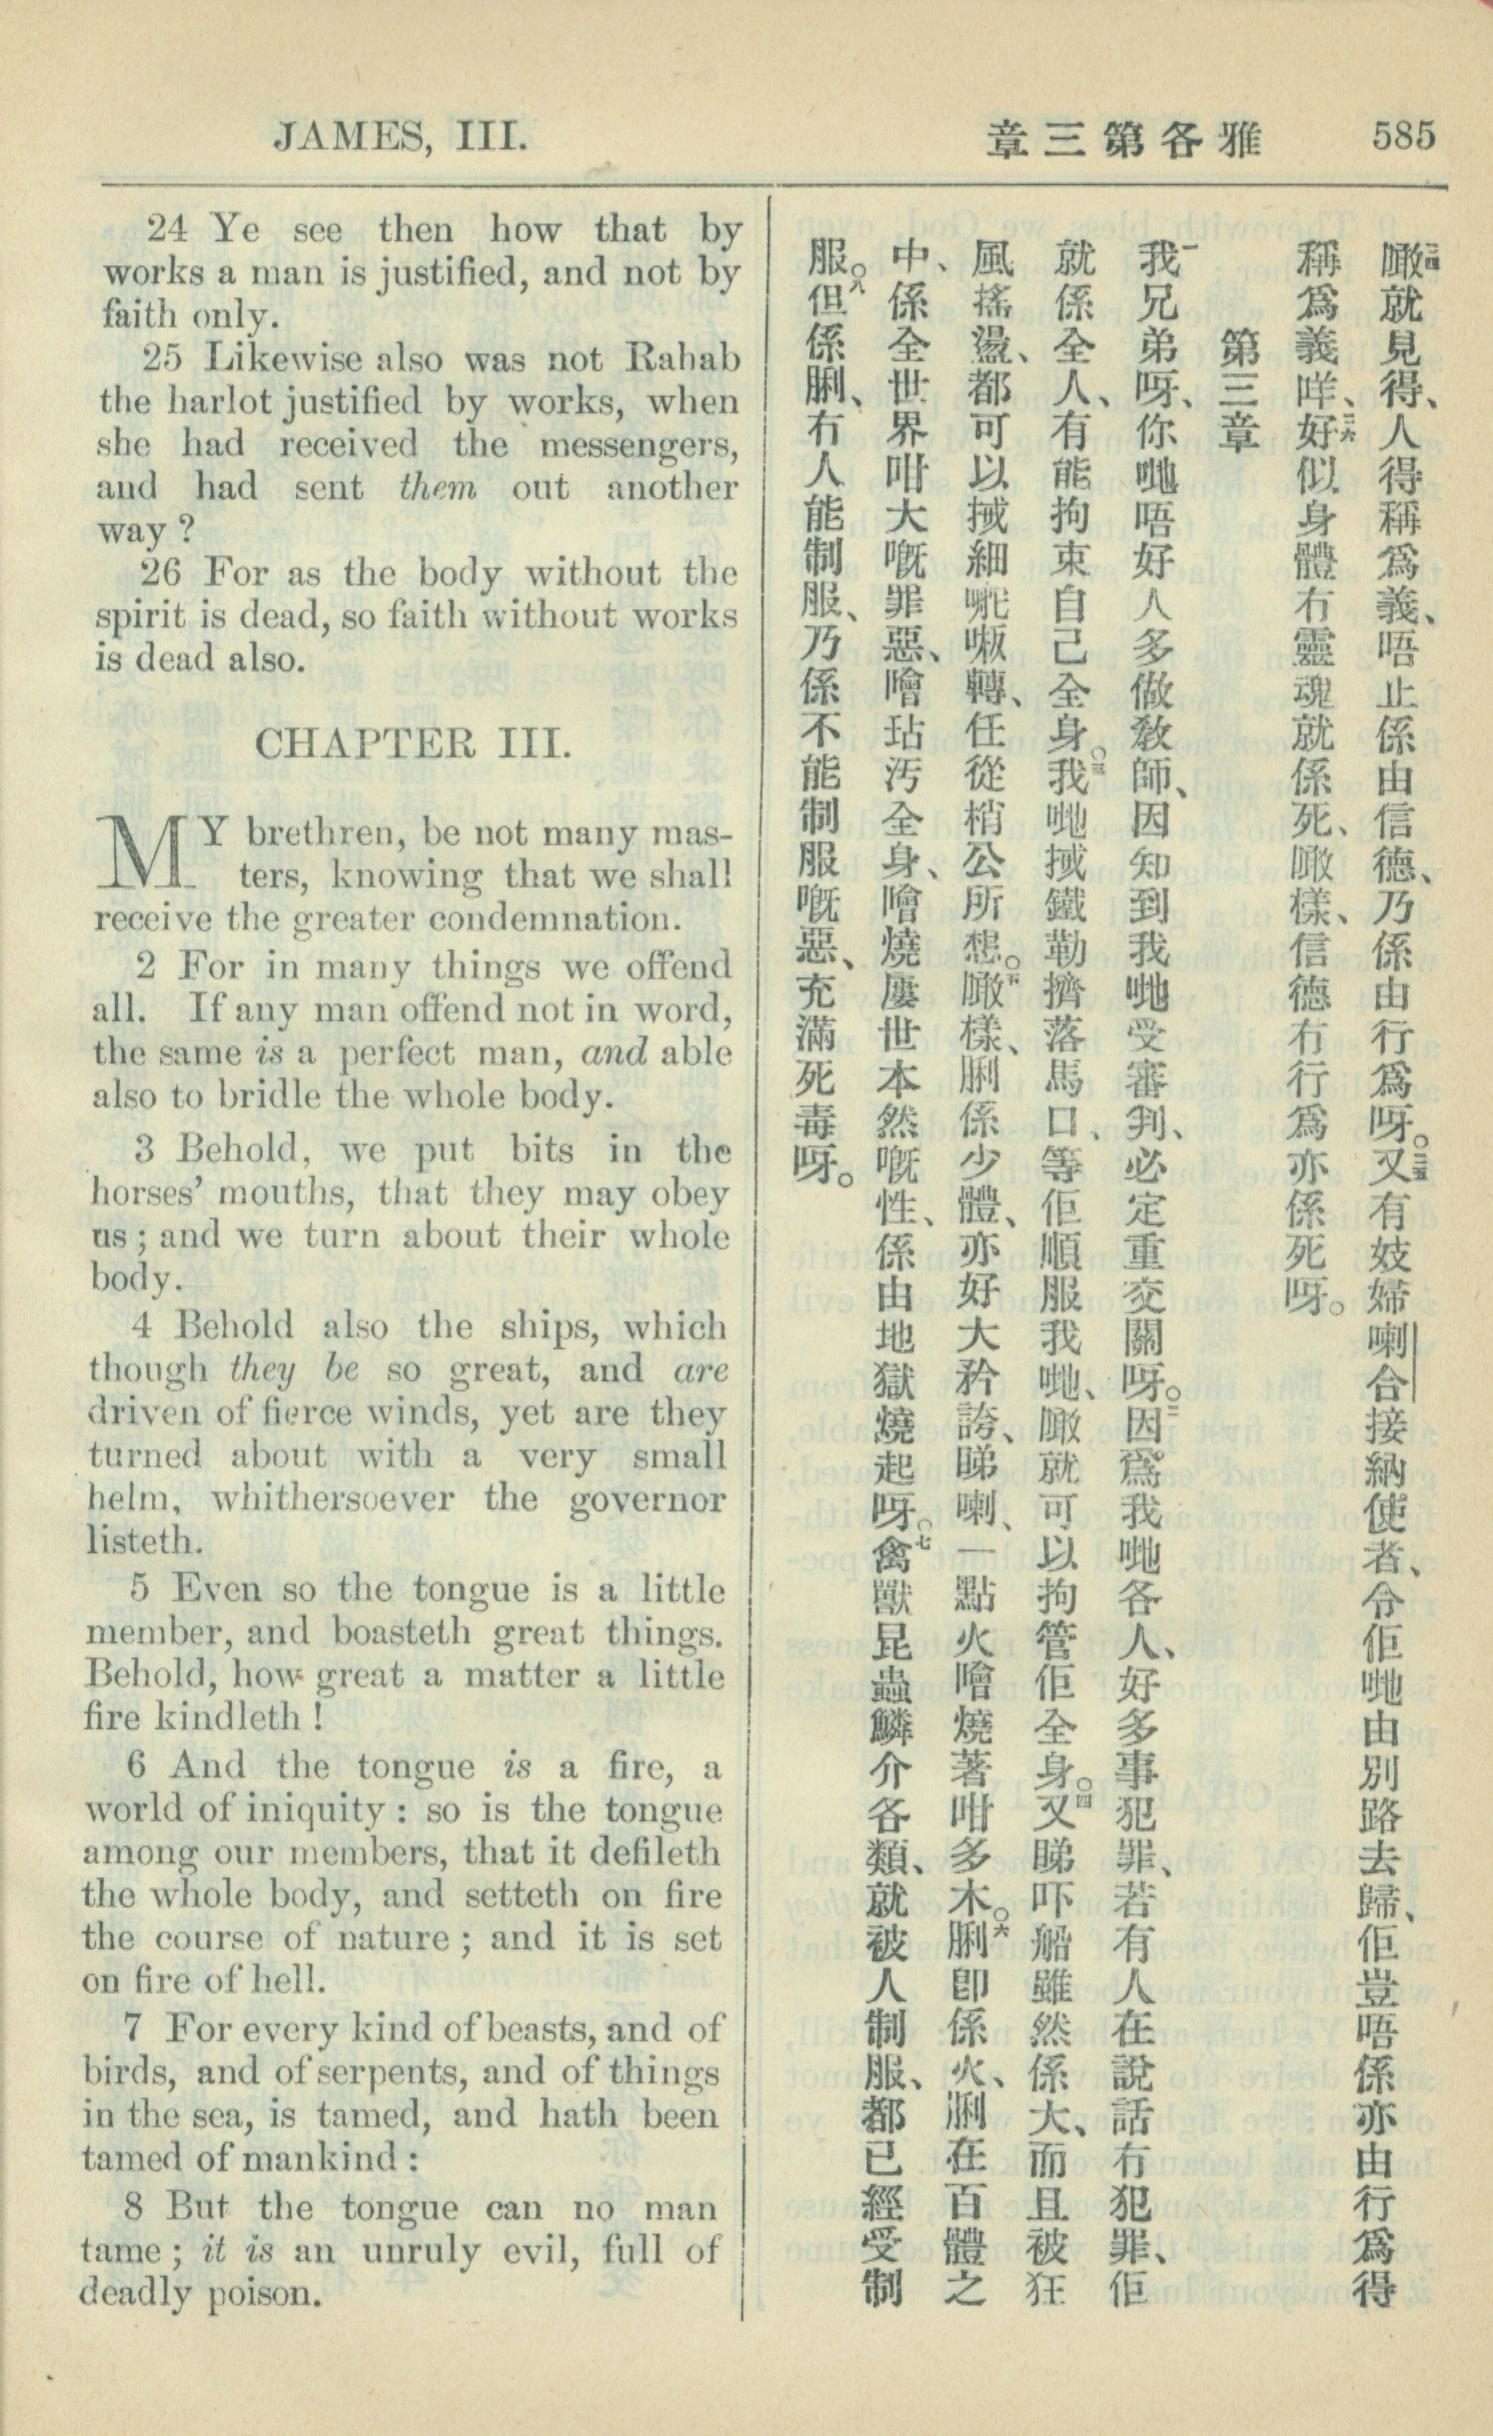 JAMES, III.
章三第各雅
585
24 Ye see then how that by
works a man is justified, and not by
faith only.
25 Likewise also was not Rahab
the harlot justified by works, when
she had received the messengers,
and had sent them out another
way ?
26 For as the body without the
spirit is dead, so faith without works
is dead also.
CHAPTER III.
MY brethren, be not many mas-
ters, knowing that we shall
receive the greater condemnation.
2 For in many things we offend
all. If any man offend not in word,
the same is a perfect man, and able
also to bridle the whole body.
3 Behold, we put bits in the
horses' mouths, that they may obey
us ; and we turn about their whole
body.
4 Behold also the ships, which
though they be so great, and are
driven of fierce winds, yet are they
turned about with a very small
helm, whithersoever the governor
listeth.
5 Even so the tongue is a little
member, and boasteth great things.
Behold, how great a matter a little
fire kindleth !
6 And the tongue is a fire, a
world of iniquity : so is the tongue
among our members, that it defileth
the whole body, and setteth on fire
the course of nature ; and it is set
on fire of hell.
7 For every kind of beasts, and of
birds, and of serpents, and of things
in the sea, is tamed, and hath been
tamed of mankind :
8 But the tongue can no man
tame ; it is an unruly evil, full of
deadly poison.
二四噉就見得、人得稱爲義、唔止係由信德、乃係由行爲呀。二五又有妓婦喇合接納使者、令佢哋由別路去歸、佢豈唔係亦由行爲得
稱爲義咩、二六好似身體冇靈魂就係死、噉樣、信德冇行爲亦係死呀。
第三章
一我兄弟呀、你哋唔好人多做敎師、因知到我哋受審判、必定重交關呀。二因爲我哋各人、好多事犯罪、若有人在說話冇犯罪、佢
就係全人、有能拘束自己全身。三我哋搣鐵勒擠落馬口、等佢順服我哋、噉就可以拘管佢全身。四又睇吓船雖然係大、而且被狂
風搖盪、都可以搣細呢啲轉、任從梢公所想。五噉樣、脷係少體、亦好大矜誇、睇喇、一點火噲燒著咁多木。六脷卽係火、脷在百體之
中、係全世界咁大嘅罪惡、噲玷汚全身、噲燒屢世本然嘅性、係由地獄燒起呀。七禽獸昆蟲鱗介各類、就被人制服、都已經受制
服。八但係脷、冇人能制服、乃係不能制服嘅惡、充滿死毒呀。